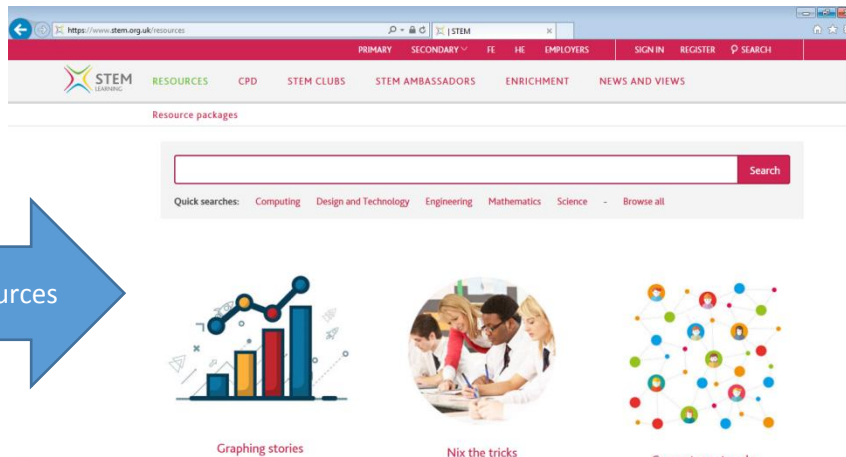 https://www.stem.org.uk/resources
| STEM
PRIMARY SECONDARY FE HE EMPLOYERS SIGN IN REGISTER SEARCH
STEM
LEARNING
RESOURCES CPD STEM CLUBS STEM AMBASSADORS ENRICHMENT NEWS AND VIEWS
Resource packages
Search
Quick searches: Computing Design and Technology Engineering Mathematics Science - Browse all
urces
Graphing stories
Nix the tricks